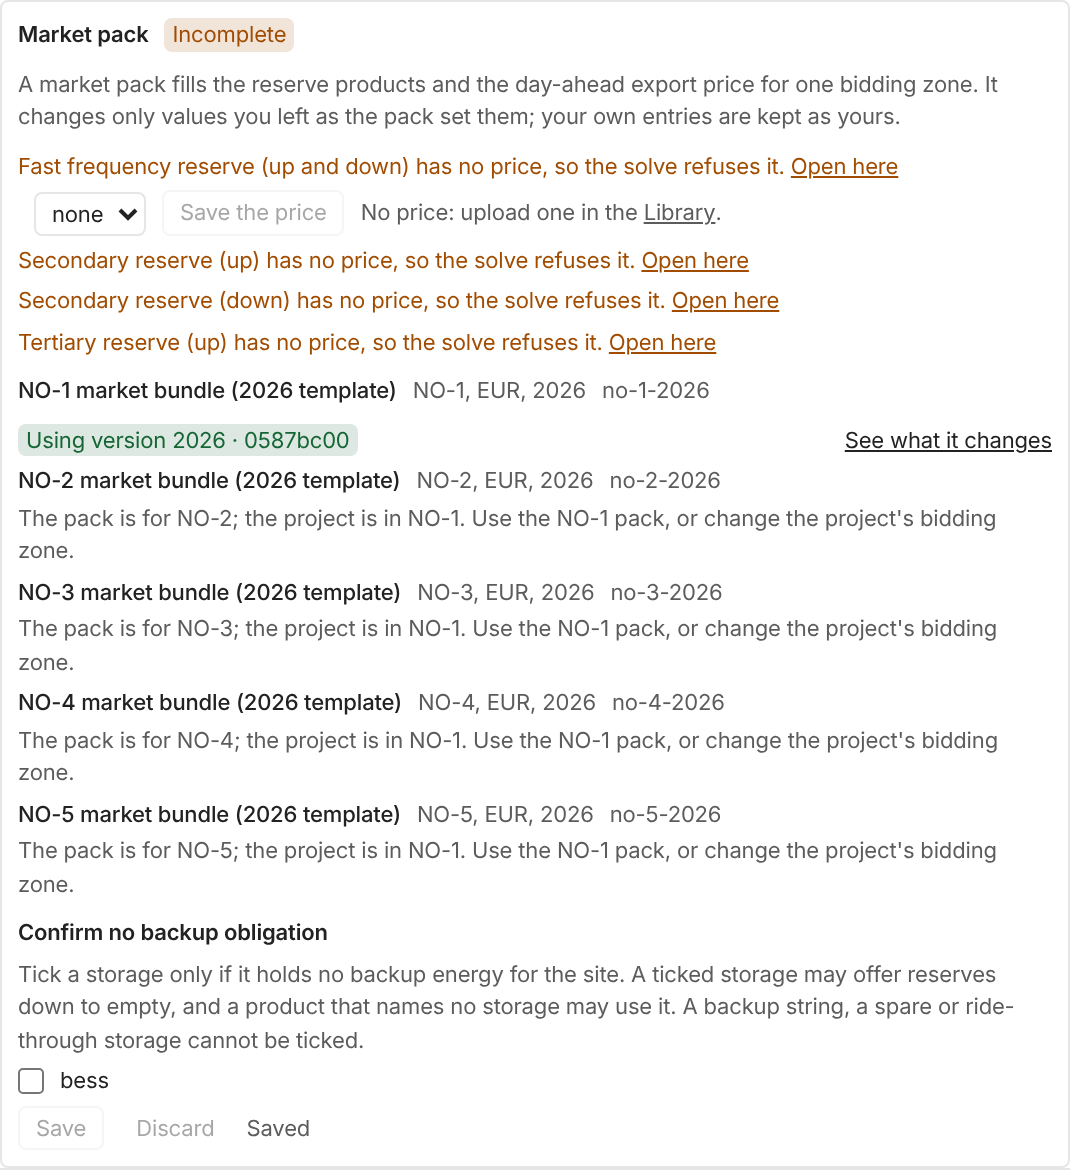 Market pack Incomplete
A market pack fills the reserve products and the day-ahead export price for one bidding zone. It
changes only values you left as the pack set them; your own entries are kept as yours.
Fast frequency reserve (up and down) has no price, so the solve refuses it. Open here
none Save the price No price: upload one in the Library.
Secondary reserve (up) has no price, so the solve refuses it. Open here
Secondary reserve (down) has no price, so the solve refuses it. Open here
Tertiary reserve (up) has no price, so the solve refuses it. Open here
NO-1 market bundle (2026 template) NO-1, EUR, 2026 no-1-2026
Using version 2026 · 0587bc00 See what it changes
NO-2 market bundle (2026 template) NO-2, EUR, 2026 no-2-2026
The pack is for NO-2; the project is in NO-1. Use the NO-1 pack, or change the project's bidding
zone.
NO-3 market bundle (2026 template) NO-3, EUR, 2026 no-3-2026
The pack is for NO-3; the project is in NO-1. Use the NO-1 pack, or change the project's bidding
zone.
NO-4 market bundle (2026 template) NO-4, EUR, 2026 no-4-2026
The pack is for NO-4; the project is in NO-1. Use the NO-1 pack, or change the project's bidding
zone.
NO-5 market bundle (2026 template) NO-5, EUR, 2026 no-5-2026
The pack is for NO-5; the project is in NO-1. Use the NO-1 pack, or change the project's bidding
zone.
Confirm no backup obligation
Tick a storage only if it holds no backup energy for the site. A ticked storage may offer reserves
down to empty, and a product that names no storage may use it. A backup string, a spare or ride-
through storage cannot be ticked.
bess
Save Discard Saved